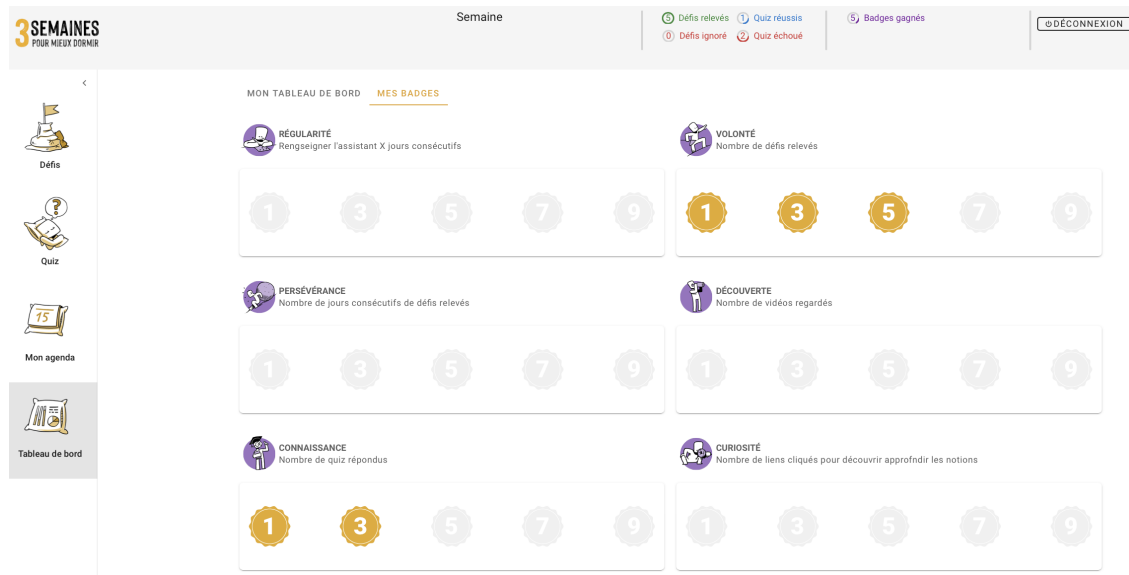 3 SEMAINES
POUR MIEUX DORMIR
Semaine
5 Défis relevés 1 Quiz réussis
0 Défis ignoré 2 Quiz échoué
5 Badges gagnés
DÉCONNEXION
MON TABLEAU DE BORD MES BADGES
?
Défis
Quiz
15
Mon agenda
Tableau de bord
RÉGULARITÉ
Rengseigner l'assistant X jours consécutifs
1 3 5 7 9
VOLONTÉ
Nombre de défis relevés
1 3 5 7 9
PERSÉVÉRANCE
Nombre de jours consécutifs de défis relevés
1 3 5 7 9
DÉCOUVERTE
Nombre de vidéos regardés
1 3 5 7 9
CONNAISSANCE
Nombre de quiz répondus
1 3 5 7 9
CURIOSITÉ
Nombre de liens cliqués pour découvrir approfndir les notions
1 3 5 7 9